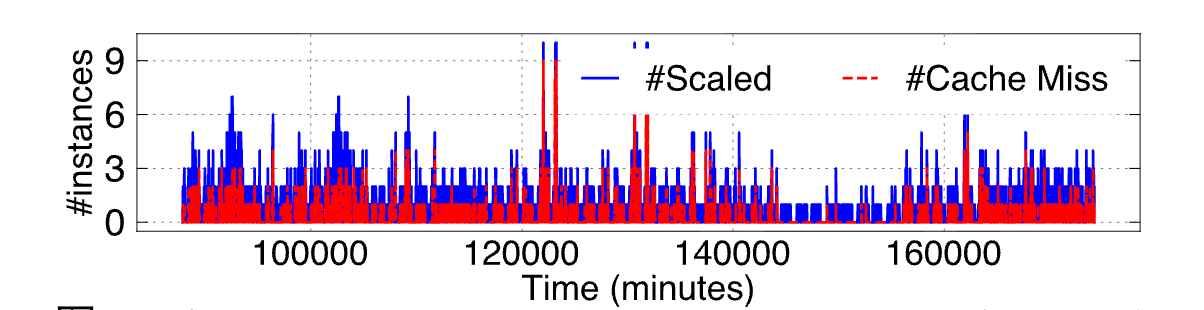 #instances
9
6
3
0
#Scaled
#Cache Miss
100000 120000 140000 160000
Time (minutes)